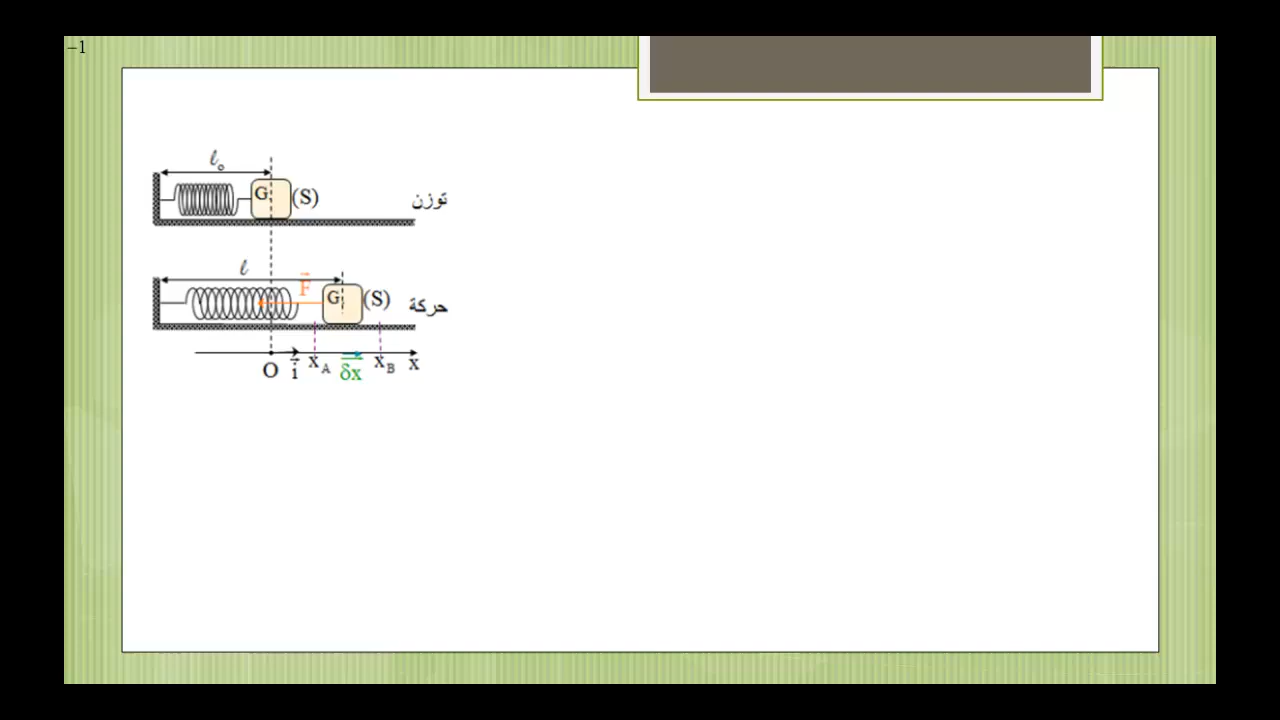 –1
ℓ₀
G (S) توزن
ℓ
F⃗
G (S) حركة
O i⃗ x_A δx⃗ x_B x